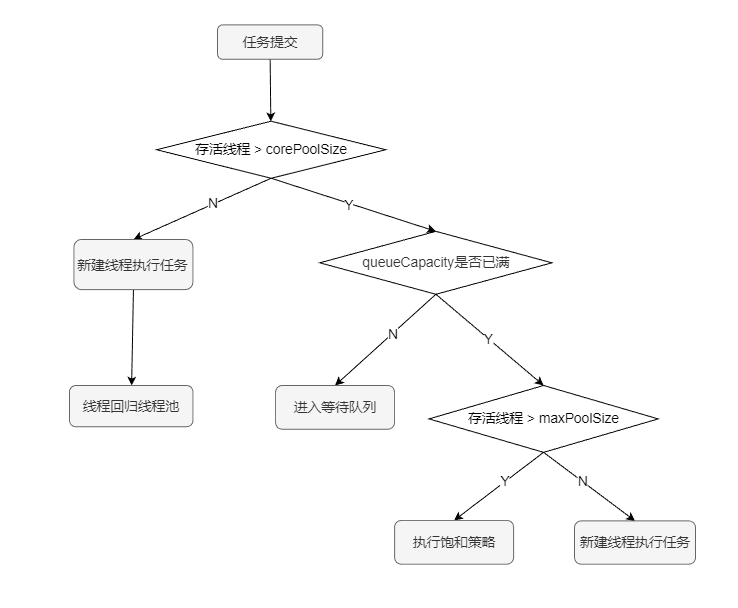 任务提交
存活线程 > corePoolSize
N
Y
新建线程执行任务
queueCapacity是否已满
N
Y
线程回归线程池
进入等待队列
存活线程 > maxPoolSize
Y
N
执行饱和策略
新建线程执行任务